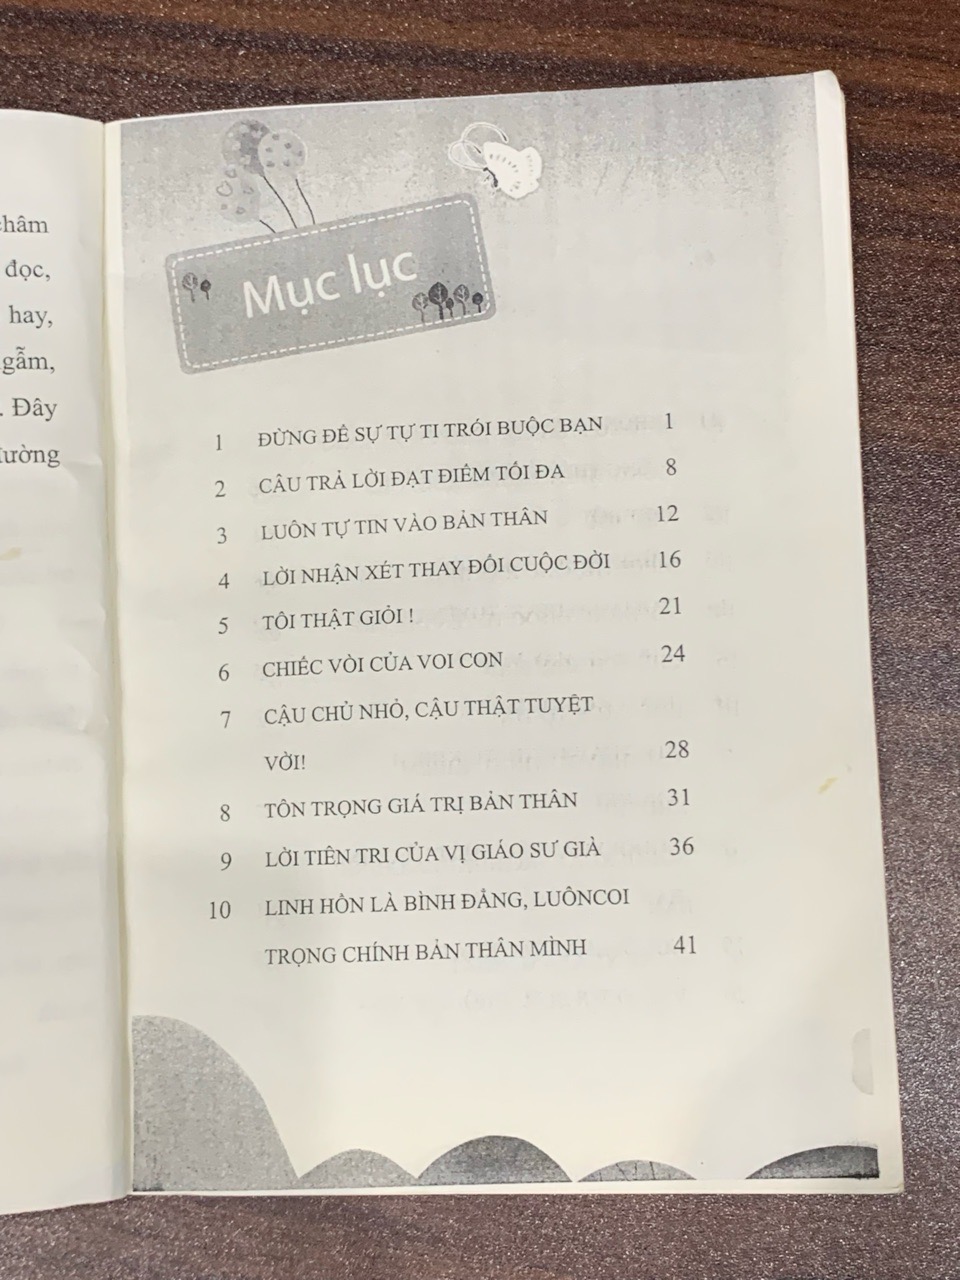 châm
đọc,
hay,
gẫm,
. Đây
đường
Mục lục
1 ĐỪNG ĐỂ SỰ TỰ TI TRÓI BUỘC BẠN 1
2 CÂU TRẢ LỜI ĐẠT ĐIỂM TỐI ĐA 8
3 LUÔN TỰ TIN VÀO BẢN THÂN 12
4 LỜI NHẬN XÉT THAY ĐỔI CUỘC ĐỜI 16
5 TÔI THẬT GIỎI ! 21
6 CHIẾC VÒI CỦA VOI CON 24
7 CẬU CHỦ NHỎ, CẬU THẬT TUYỆT
VỜI! 28
8 TÔN TRỌNG GIÁ TRỊ BẢN THÂN 31
9 LỜI TIÊN TRI CỦA VỊ GIÁO SƯ GIÀ 36
10 LINH HỒN LÀ BÌNH ĐẲNG, LUÔNCOI
TRỌNG CHÍNH BẢN THÂN MÌNH 41